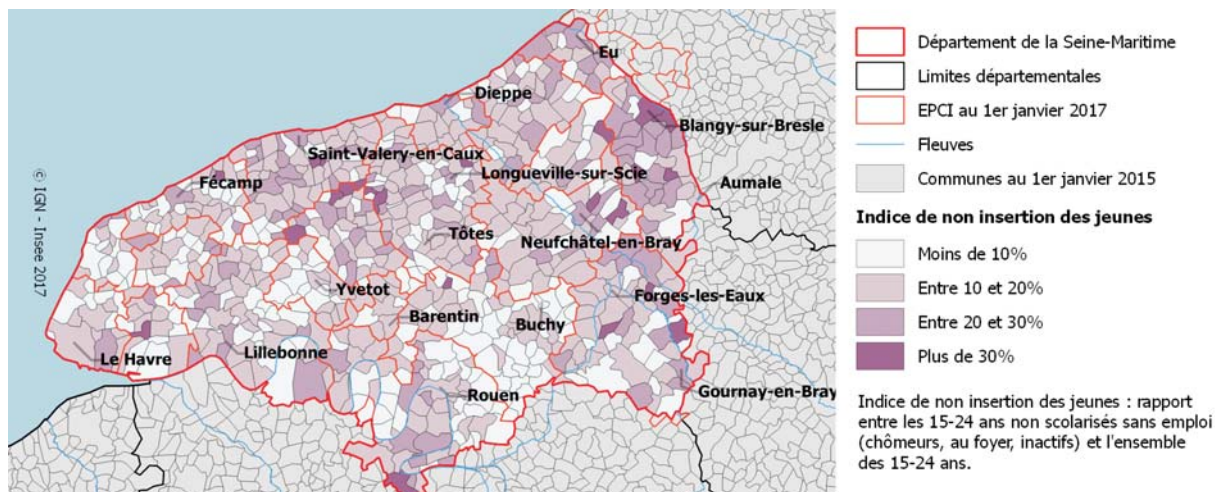 Eu
Dieppe
Blangy-sur-Bresle
Saint-Valery-en-Caux
Longueville-sur-Scie
Fécamp
Aumale
Tôtes
Neufchâtel-en-Bray
Yvetot
Forges-les-Eaux
Barentin
Buchy
Le Havre
Lillebonne
Rouen
Gournay-en-Bray
© IGN - Insee 2017
Département de la Seine-Maritime
Limites départementales
EPCI au 1er janvier 2017
Fleuves
Communes au 1er janvier 2015
Indice de non insertion des jeunes
Moins de 10%
Entre 10 et 20%
Entre 20 et 30%
Plus de 30%
Indice de non insertion des jeunes : rapport
entre les 15-24 ans non scolarisés sans emploi
(chômeurs, au foyer, inactifs) et l'ensemble
des 15-24 ans.